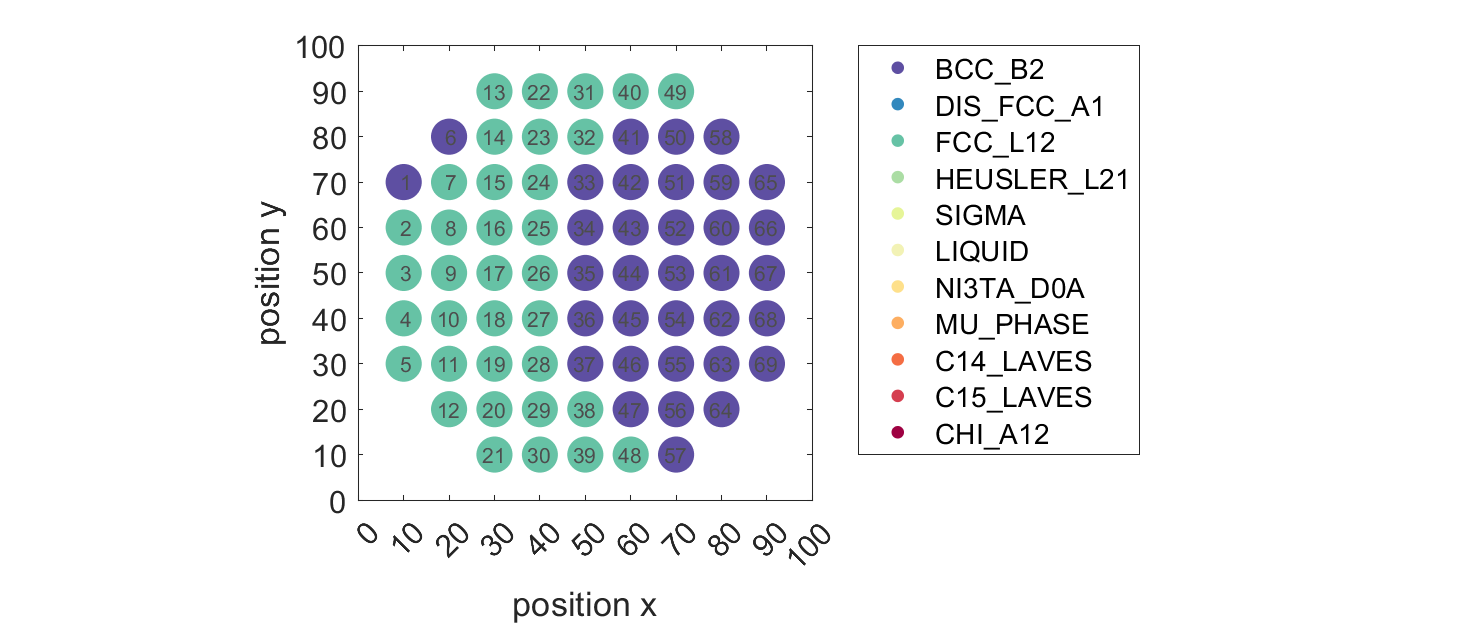 100
90
80
70
60
50
40
30
20
10
0
position y
13 22 31 40 49
6 14 23 32 41 50 58
1 7 15 24 33 42 51 59 65
2 8 16 25 34 43 52 60 66
3 9 17 26 35 44 53 61 67
4 10 18 27 36 45 54 62 68
5 11 19 28 37 46 55 63 69
12 20 29 38 47 56 64
21 30 39 48 57
0 10 20 30 40 50 60 70 80 90 100
position x
BCC_B2
DIS_FCC_A1
FCC_L12
HEUSLER_L21
SIGMA
LIQUID
NI3TA_D0A
MU_PHASE
C14_LAVES
C15_LAVES
CHI_A12